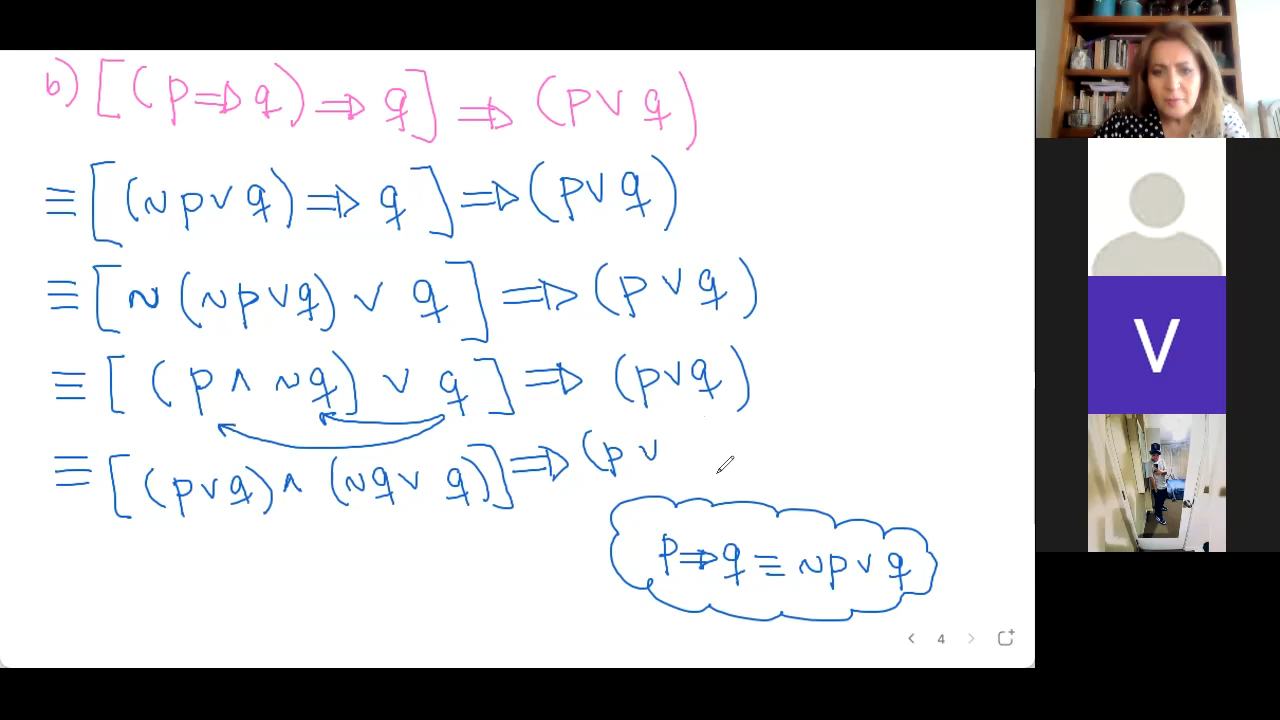 b) [(p ⇒ q) ⇒ q] ⇒ (p ∨ q)
≡ [(~p ∨ q) ⇒ q] ⇒ (p ∨ q)
≡ [~(~p ∨ q) ∨ q] ⇒ (p ∨ q)
≡ [(p ∧ ~q) ∨ q] ⇒ (p ∨ q)
≡ [(p ∨ q) ∧ (~q ∨ q)] ⇒ (p ∨
p ⇒ q ≡ ~p ∨ q
4
V